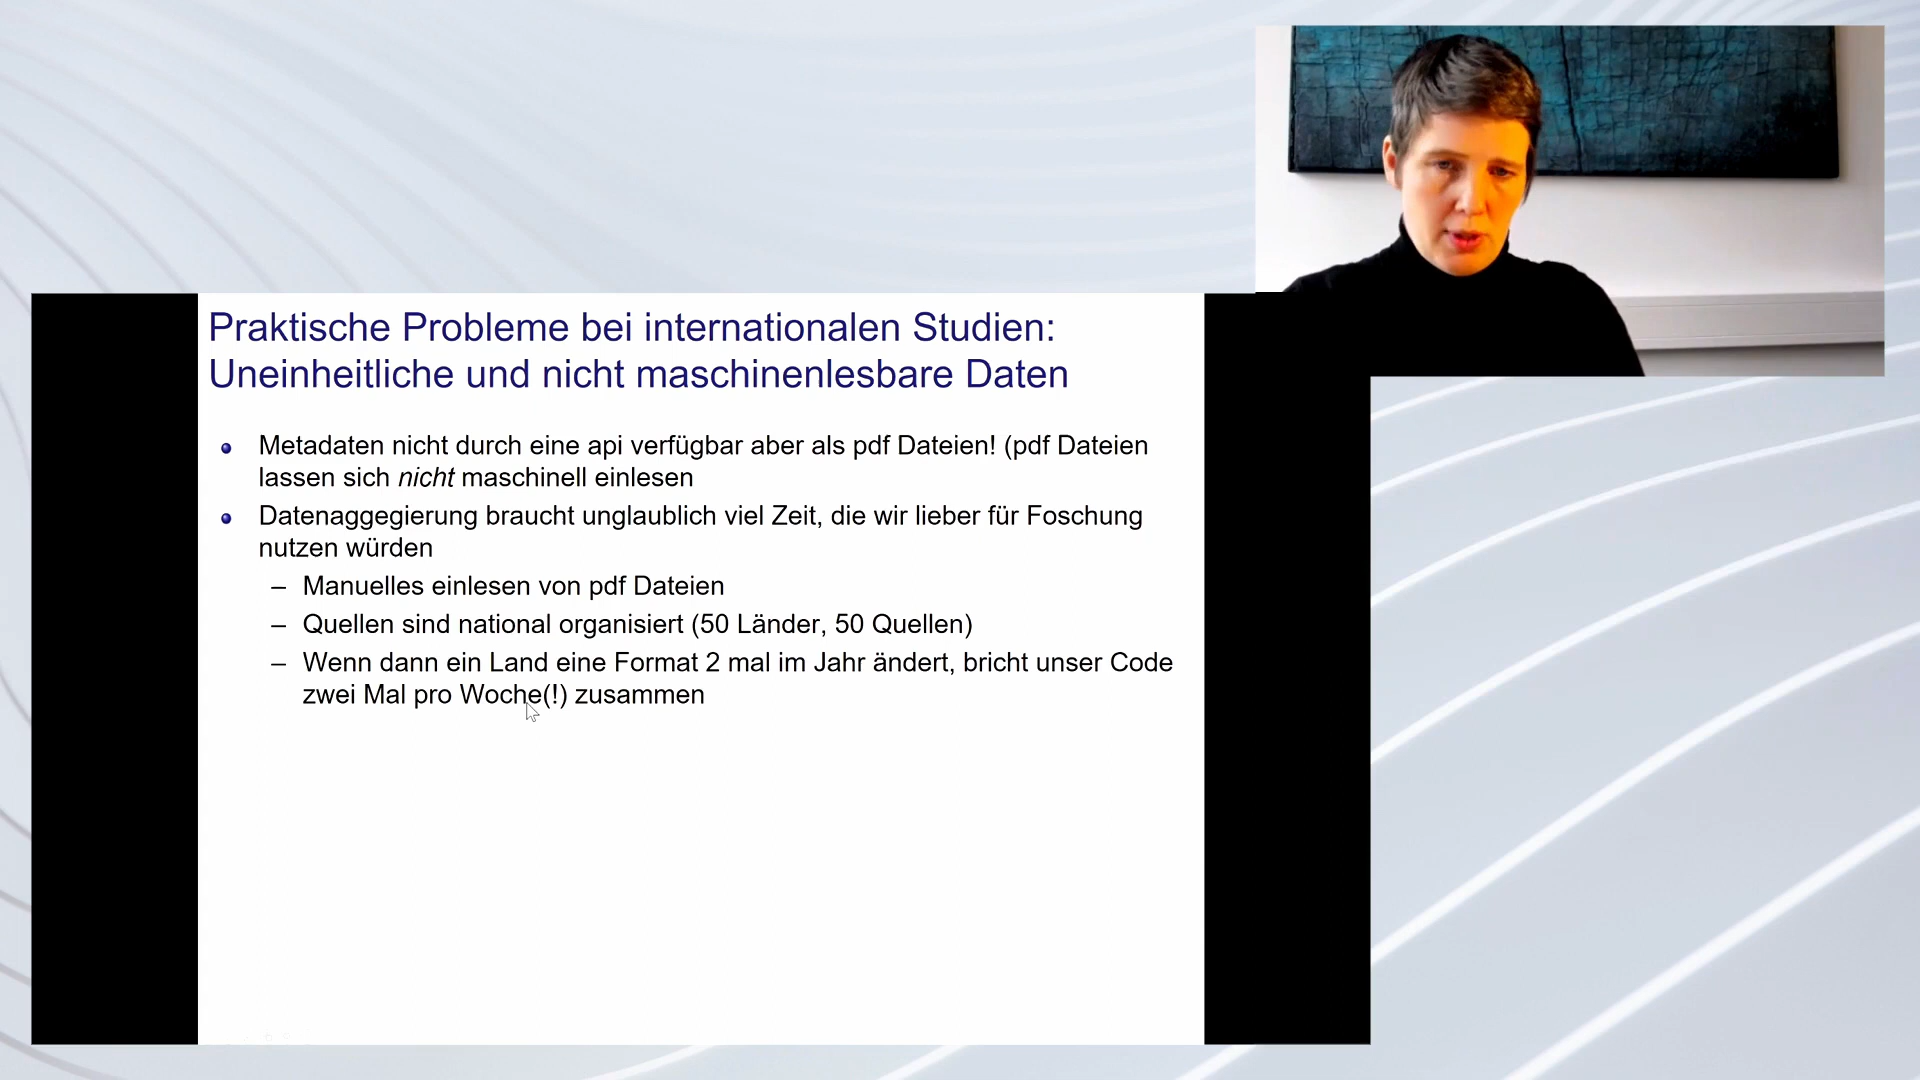 Praktische Probleme bei internationalen Studien:
Uneinheitliche und nicht maschinenlesbare Daten
Metadaten nicht durch eine api verfügbar aber als pdf Dateien! (pdf Dateien
lassen sich nicht maschinell einlesen
Datenaggegierung braucht unglaublich viel Zeit, die wir lieber für Foschung
nutzen würden
– Manuelles einlesen von pdf Dateien
– Quellen sind national organisiert (50 Länder, 50 Quellen)
– Wenn dann ein Land eine Format 2 mal im Jahr ändert, bricht unser Code
zwei Mal pro Woche(!) zusammen